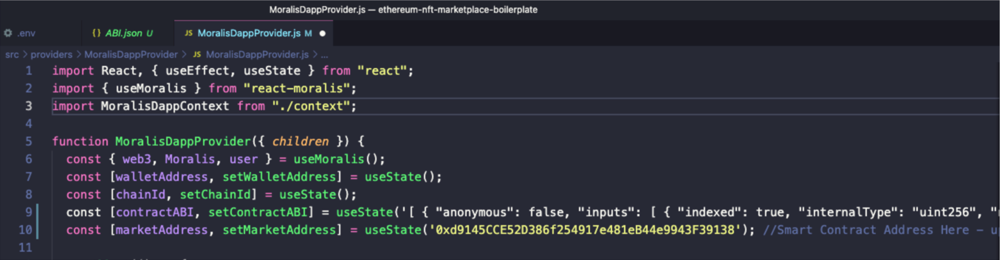 MoralisDappProvider.js — ethereum-nft-marketplace-boilerplate
.env {} ABI.json U JS MoralisDappProvider.js M
src > providers > MoralisDappProvider > JS MoralisDappProvider.js > ...
1 import React, { useEffect, useState } from "react";
2 import { useMoralis } from "react-moralis";
3 import MoralisDappContext from "./context";
4
5 function MoralisDappProvider({ children }) {
6 const { web3, Moralis, user } = useMoralis();
7 const [walletAddress, setWalletAddress] = useState();
8 const [chainId, setChainId] = useState();
9 const [contractABI, setContractABI] = useState('[ { "anonymous": false, "inputs": [ { "indexed": true, "internalType": "uint256", "
10 const [marketAddress, setMarketAddress] = useState('0xd9145CCE52D386f254917e481eB44e9943F39138'); //Smart Contract Address Here –
11